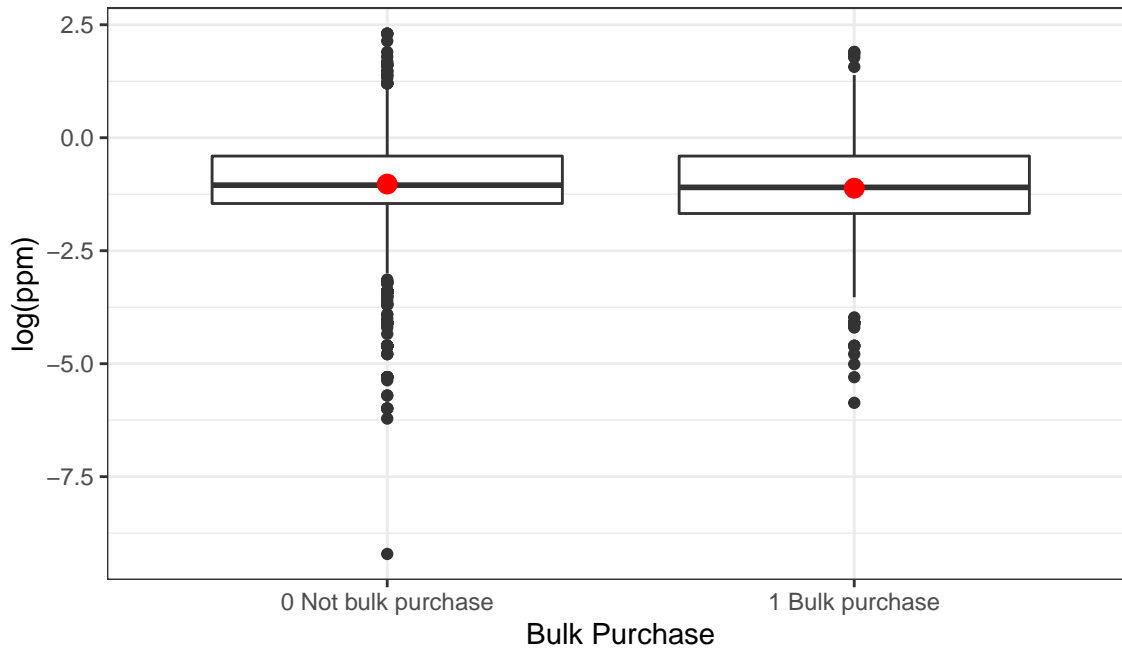 2.5
0.0
−2.5
−5.0
−7.5
log(ppm)
0 Not bulk purchase
1 Bulk purchase
Bulk Purchase